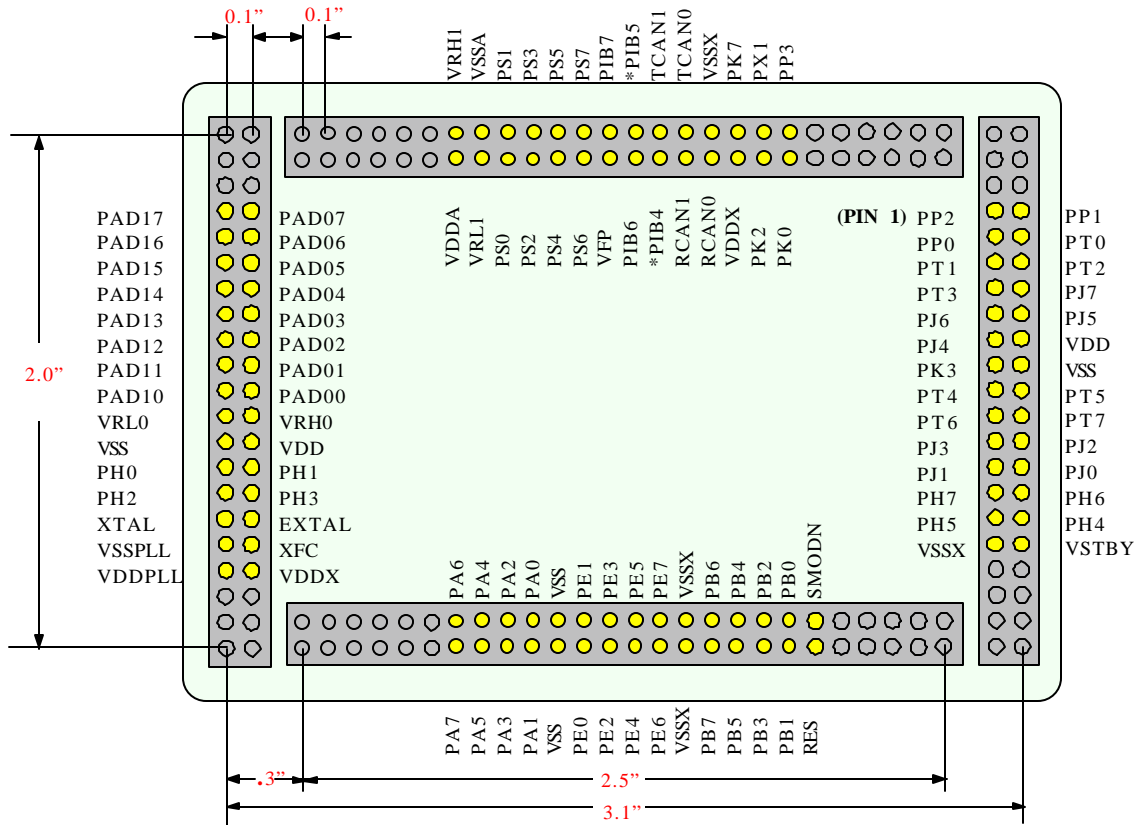 0.1”
0.1”
VRH1
VSSA
PS1
PS3
PS5
PS7
PIB7
*PIB5
TCAN1
TCAN0
VSSX
PK7
PX1
PP3
VDDA
VRL1
PS0
PS2
PS4
PS6
VFP
PIB6
*PIB4
RCAN1
RCAN0
VDDX
PK2
PK0
2.0”
PAD17 PAD07
PAD16 PAD06
PAD15 PAD05
PAD14 PAD04
PAD13 PAD03
PAD12 PAD02
PAD11 PAD01
PAD10 PAD00
VRL0 VRH0
VSS VDD
PH0 PH1
PH2 PH3
XTAL EXTAL
VSSPLL XFC
VDDPLL VDDX
(PIN 1) PP2 PP1
PP0 PT0
PT1 PT2
PT3 PJ7
PJ6 PJ5
PJ4 VDD
PK3 VSS
PT4 PT5
PT6 PT7
PJ3 PJ2
PJ1 PJ0
PH7 PH6
PH5 PH4
VSSX VSTBY
PA6
PA4
PA2
PA0
VSS
PE1
PE3
PE5
PE7
VSSX
PB6
PB4
PB2
PB0
SMODN
PA7
PA5
PA3
PA1
VSS
PE0
PE2
PE4
PE6
VSSX
PB7
PB5
PB3
PB1
RES
.3”
2.5”
3.1”